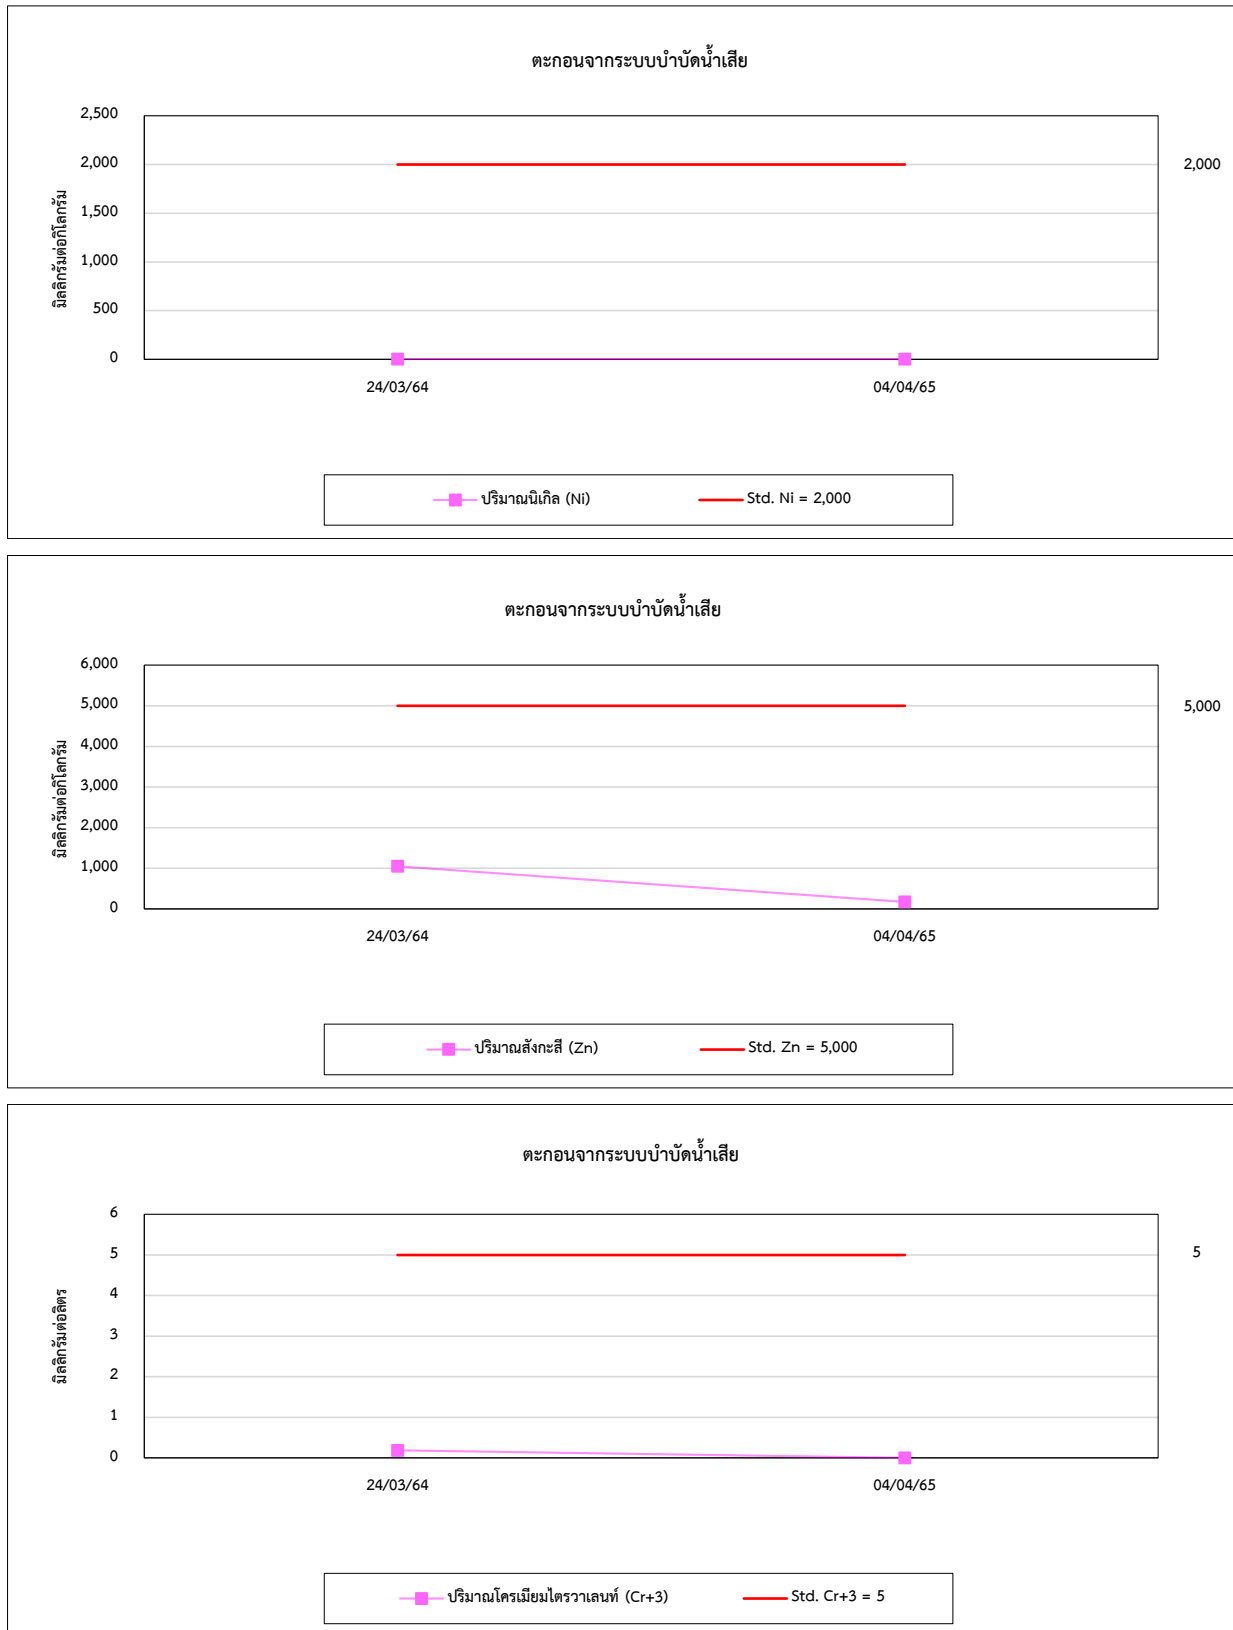 ตะกอนจากระบบบำบัดน้ำเสีย
มิลลิกรัมต่อกิโลกรัม
2,500
2,000
1,500
1,000
500
0
2,000
24/03/64 04/04/65
ปริมาณนิเกิล (Ni) Std. Ni = 2,000
ตะกอนจากระบบบำบัดน้ำเสีย
มิลลิกรัมต่อกิโลกรัม
6,000
5,000
4,000
3,000
2,000
1,000
0
5,000
24/03/64 04/04/65
ปริมาณสังกะสี (Zn) Std. Zn = 5,000
ตะกอนจากระบบบำบัดน้ำเสีย
มิลลิกรัมต่อลิตร
6
5
4
3
2
1
0
5
24/03/64 04/04/65
ปริมาณโครเมียมไตรวาเลนท์ (Cr+3) Std. Cr+3 = 5